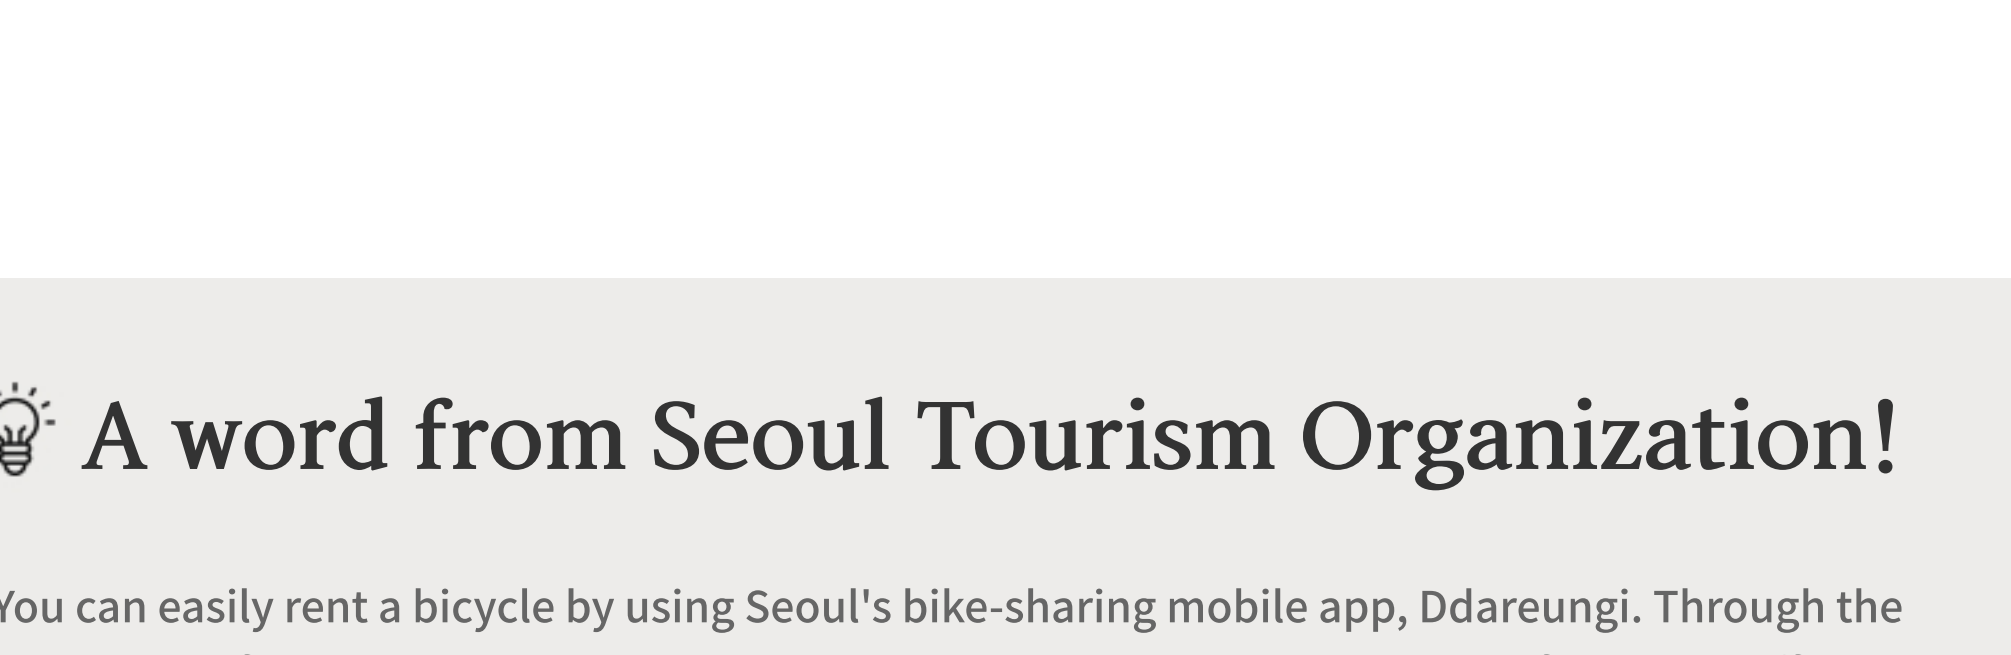 A word from Seoul Tourism Organization!
You can easily rent a bicycle by using Seoul's bike-sharing mobile app, Ddareungi. Through the